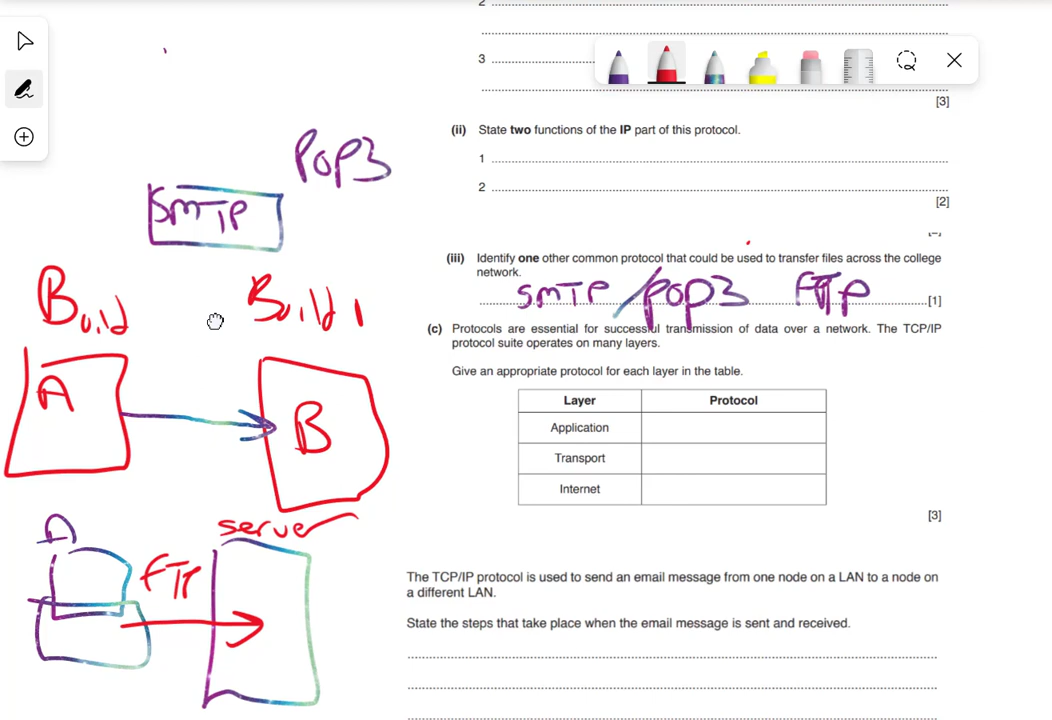 2 ................
................
3 ................
................
[3]
(ii) State two functions of the IP part of this protocol.
1 ................
2 ................
[2]
(iii) Identify one other common protocol that could be used to transfer files across the college
network.
SMTP / POP3 FTP [1]
(c) Protocols are essential for successful transmission of data over a network. The TCP/IP
protocol suite operates on many layers.
Give an appropriate protocol for each layer in the table.
Layer Protocol
Application
Transport
Internet
[3]
The TCP/IP protocol is used to send an email message from one node on a LAN to a node on
a different LAN.
State the steps that take place when the email message is sent and received.
................
................
................
POP3
SMTP
Build Build 1
A B
A server
FTP